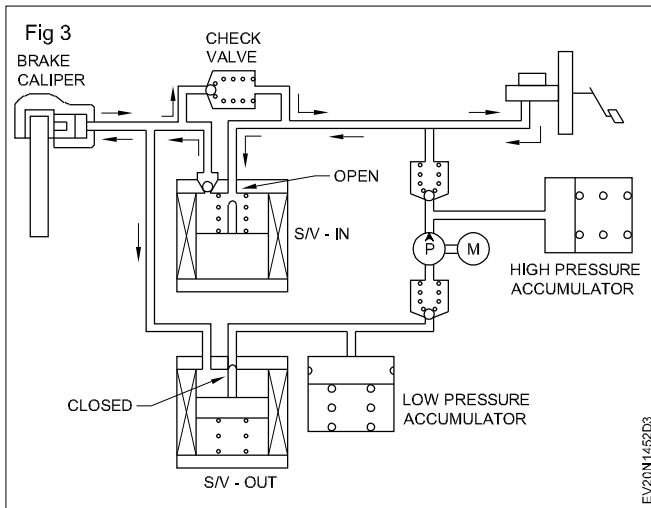 Fig 3
BRAKE
CALIPER
CHECK
VALVE
OPEN
S/V - IN
P
M
HIGH PRESSURE
ACCUMULATOR
CLOSED
LOW PRESSURE
ACCUMULATOR
S/V - OUT
EV20N1452D3